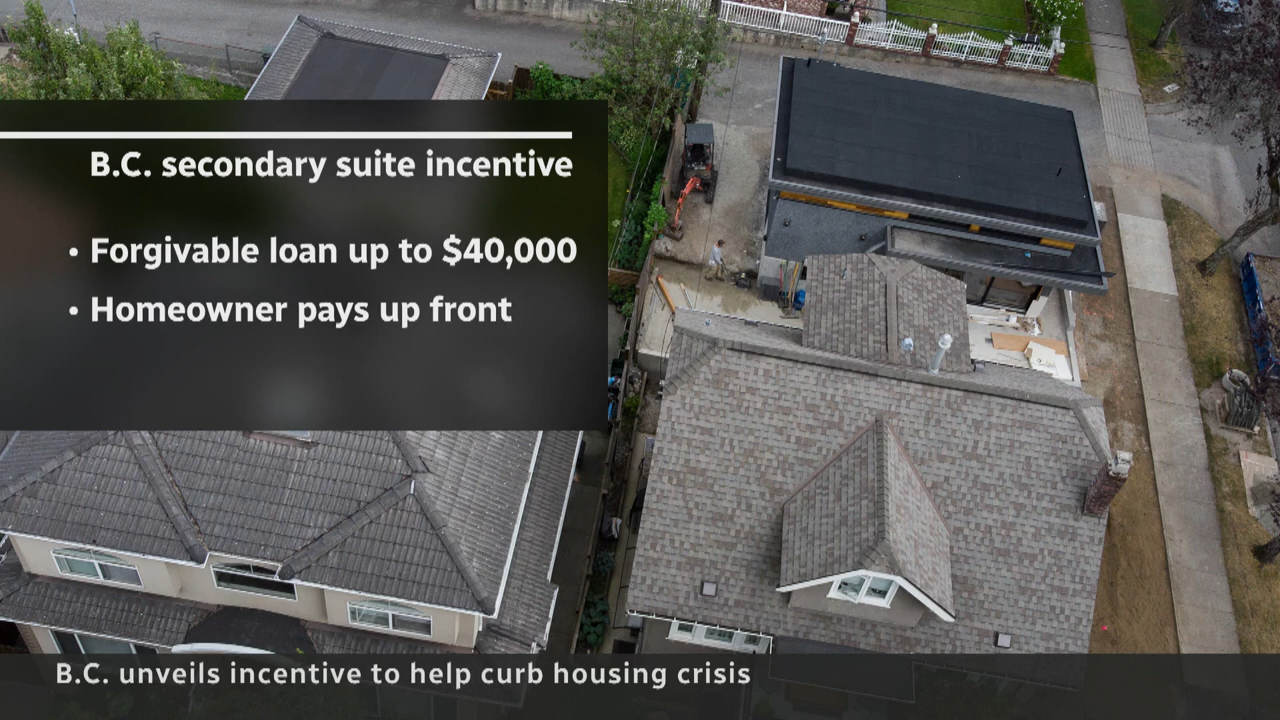 B.C. secondary suite incentive
• Forgivable loan up to $40,000
• Homeowner pays up front
B.C. unveils incentive to help curb housing crisis